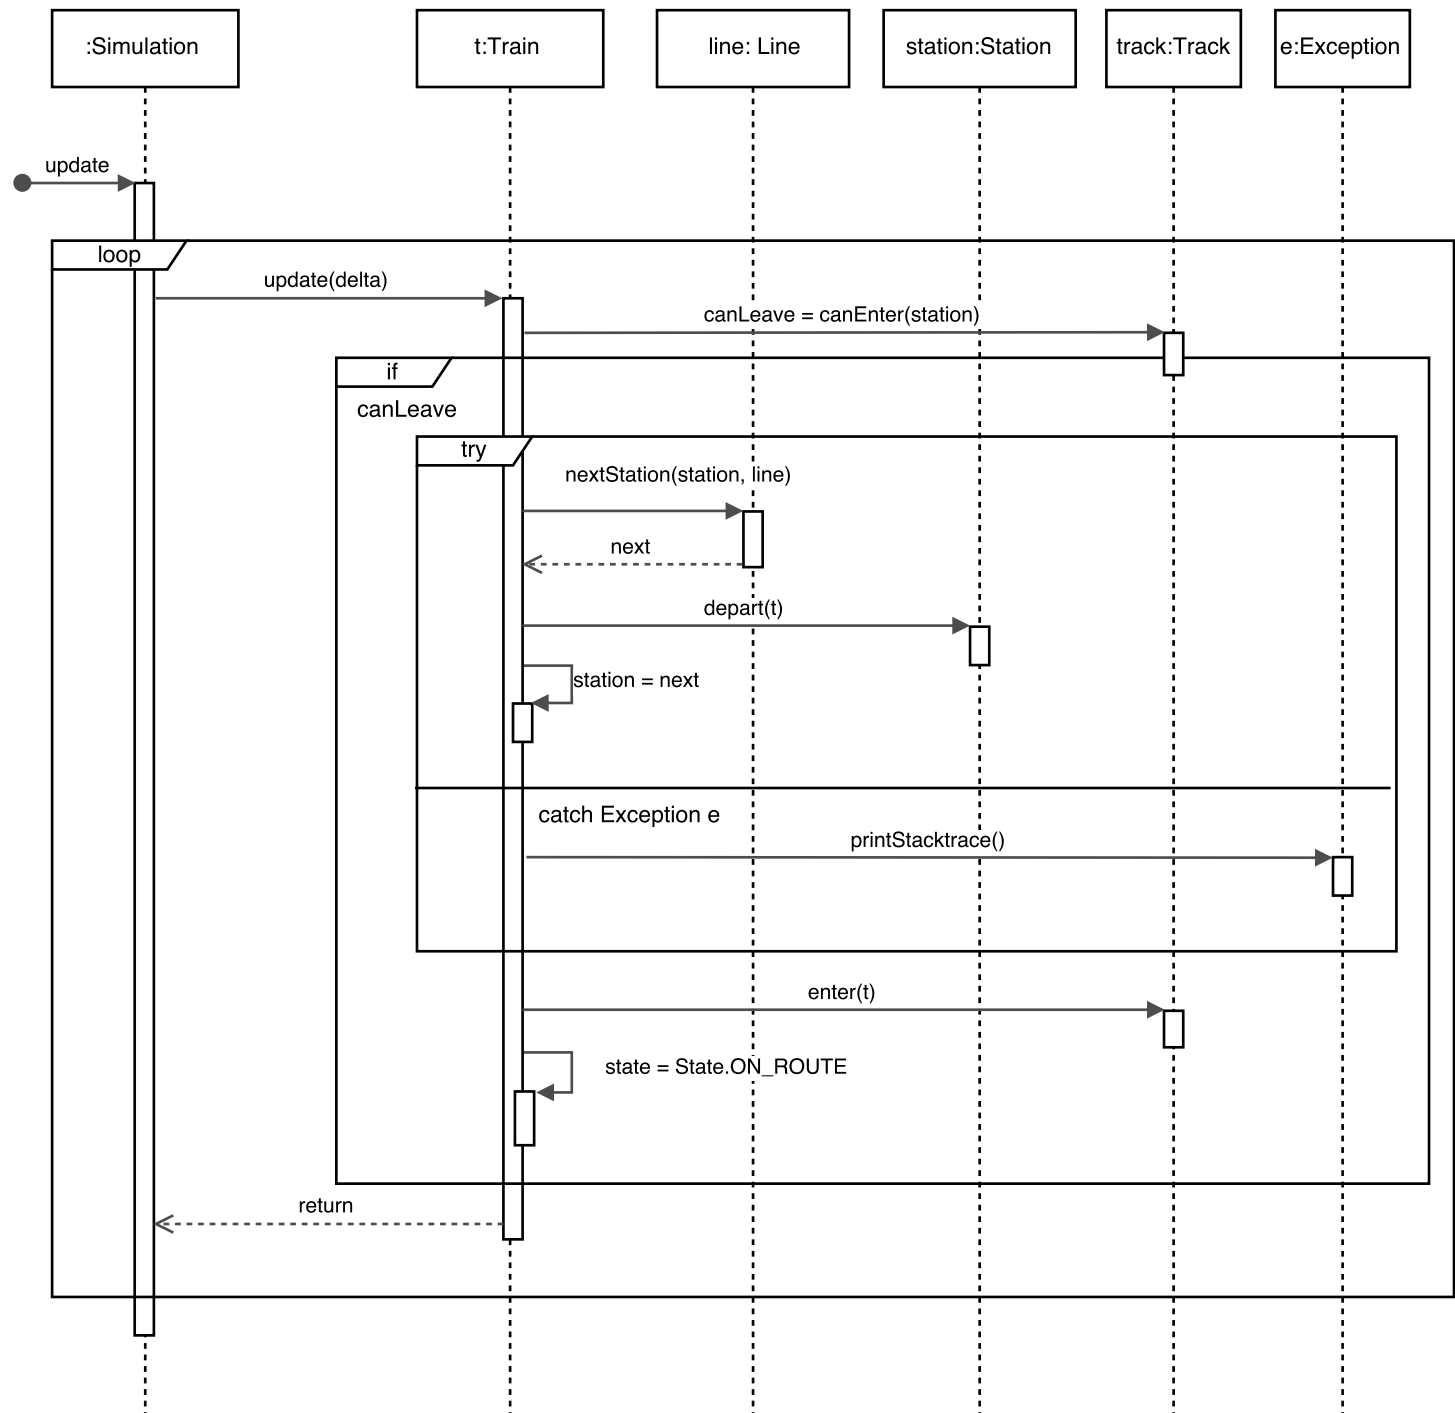 :Simulation
t:Train
line: Line
station:Station
track:Track
e:Exception
update
loop
update(delta)
canLeave = canEnter(station)
if
canLeave
try
nextStation(station, line)
next
depart(t)
station = next
catch Exception e
printStacktrace()
enter(t)
state = State.ON_ROUTE
return